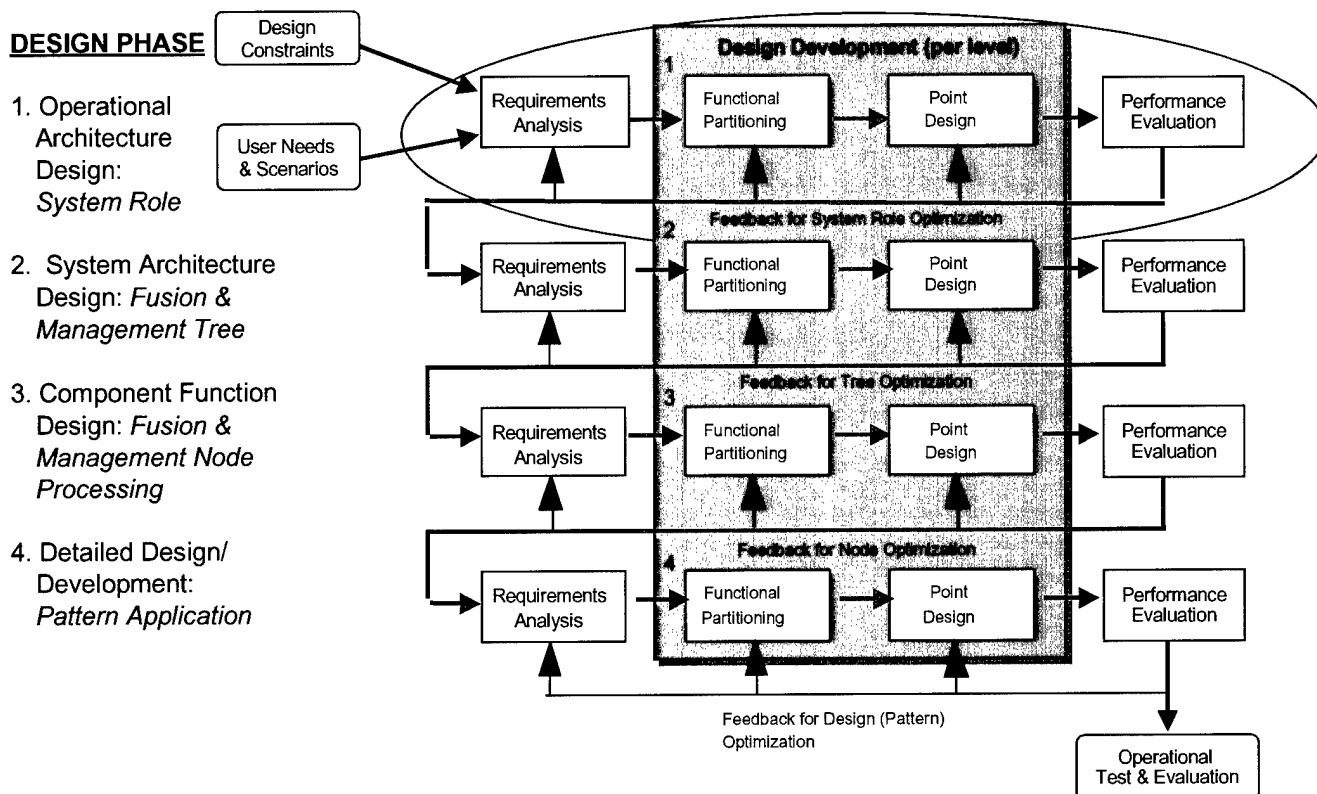 DESIGN PHASE
Design
Constraints
User Needs
& Scenarios
1. Operational
Architecture
Design:
System Role
2. System Architecture
Design: Fusion &
Management Tree
3. Component Function
Design: Fusion &
Management Node
Processing
4. Detailed Design/
Development:
Pattern Application
Design Development (per level)
1
Requirements
Analysis
Functional
Partitioning
Point
Design
Performance
Evaluation
Feedback for System Role Optimization
2
Requirements
Analysis
Functional
Partitioning
Point
Design
Performance
Evaluation
Feedback for Tree Optimization
3
Requirements
Analysis
Functional
Partitioning
Point
Design
Performance
Evaluation
Feedback for Node Optimization
4
Requirements
Analysis
Functional
Partitioning
Point
Design
Performance
Evaluation
Feedback for Design (Pattern)
Optimization
Operational
Test & Evaluation